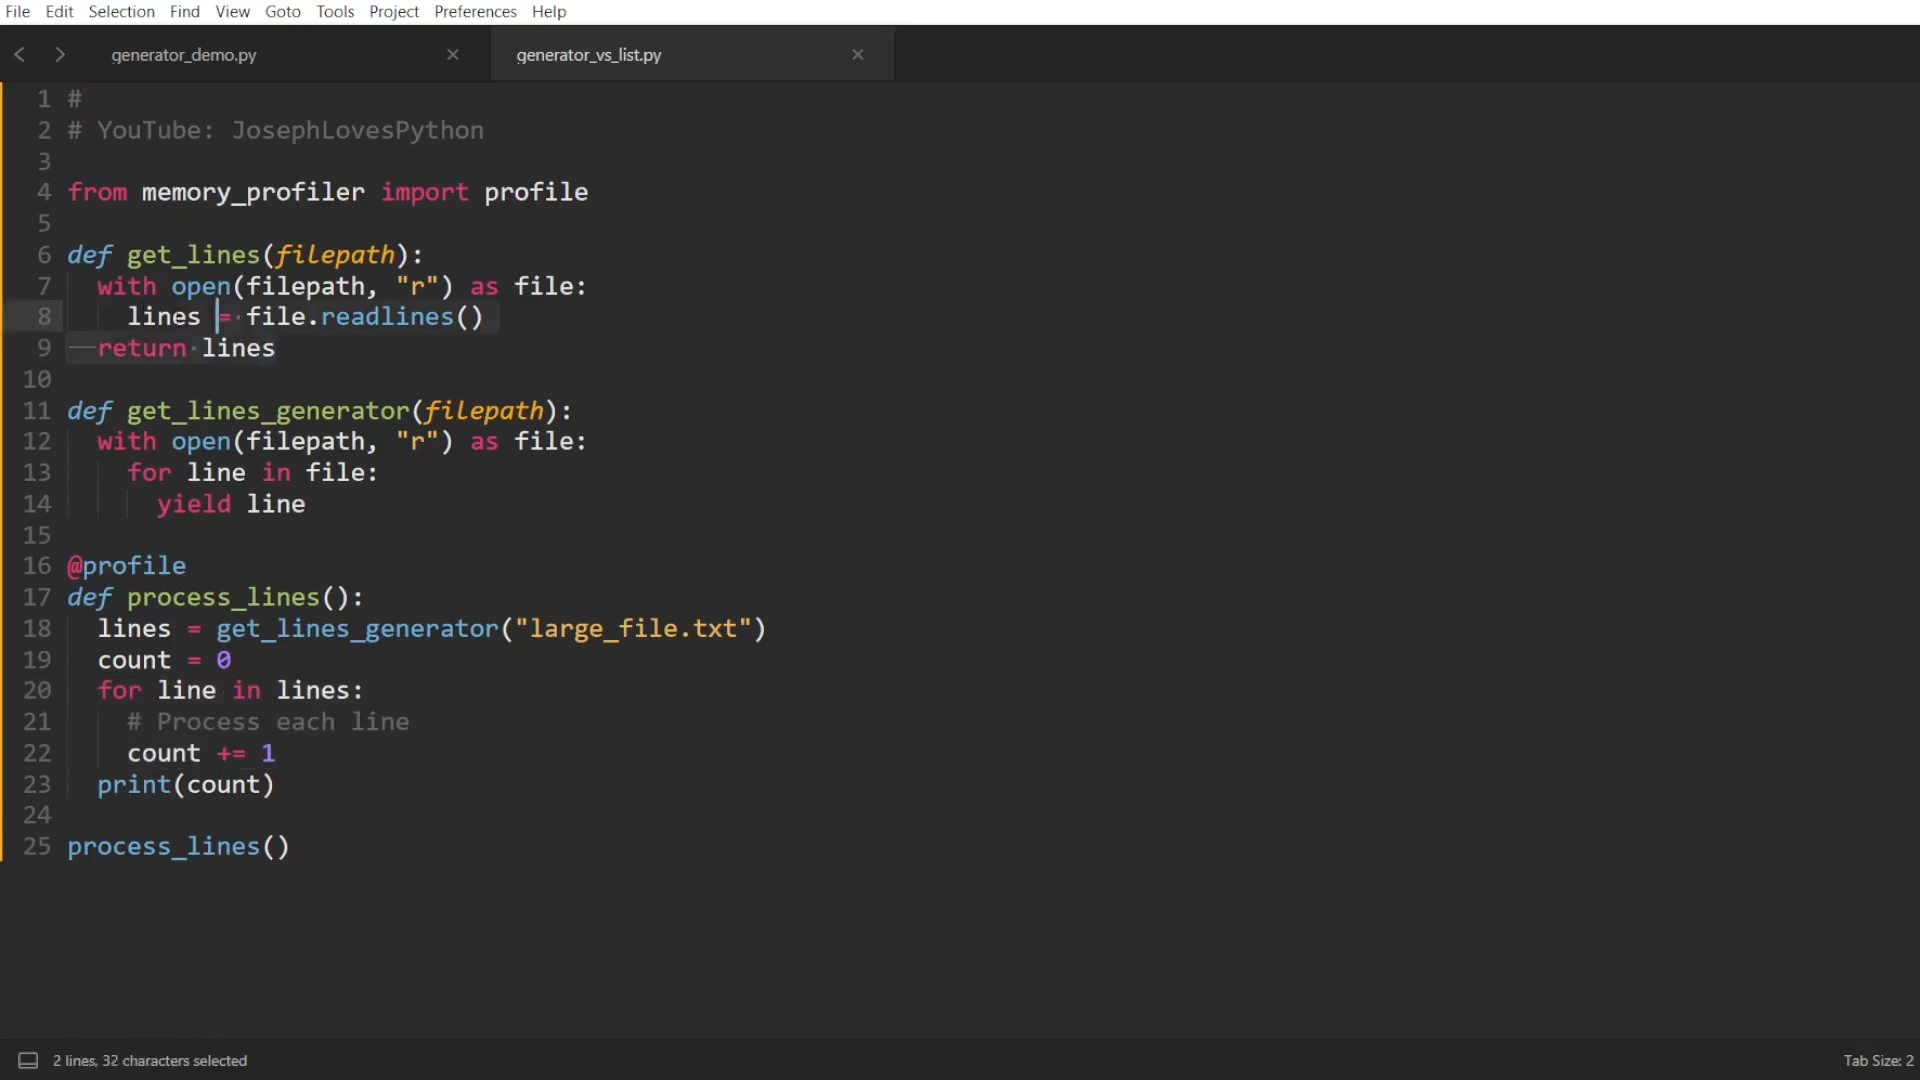 File Edit Selection Find View Goto Tools Project Preferences Help
generator_demo.py generator_vs_list.py
1 #
2 # YouTube: JosephLovesPython
3
4 from memory_profiler import profile
5
6 def get_lines(filepath):
7 with open(filepath, "r") as file:
8 lines = file.readlines()
9 return lines
10
11 def get_lines_generator(filepath):
12 with open(filepath, "r") as file:
13 for line in file:
14 yield line
15
16 @profile
17 def process_lines():
18 lines = get_lines_generator("large_file.txt")
19 count = 0
20 for line in lines:
21 # Process each line
22 count += 1
23 print(count)
24
25 process_lines()
2 lines, 32 characters selected Tab Size: 2